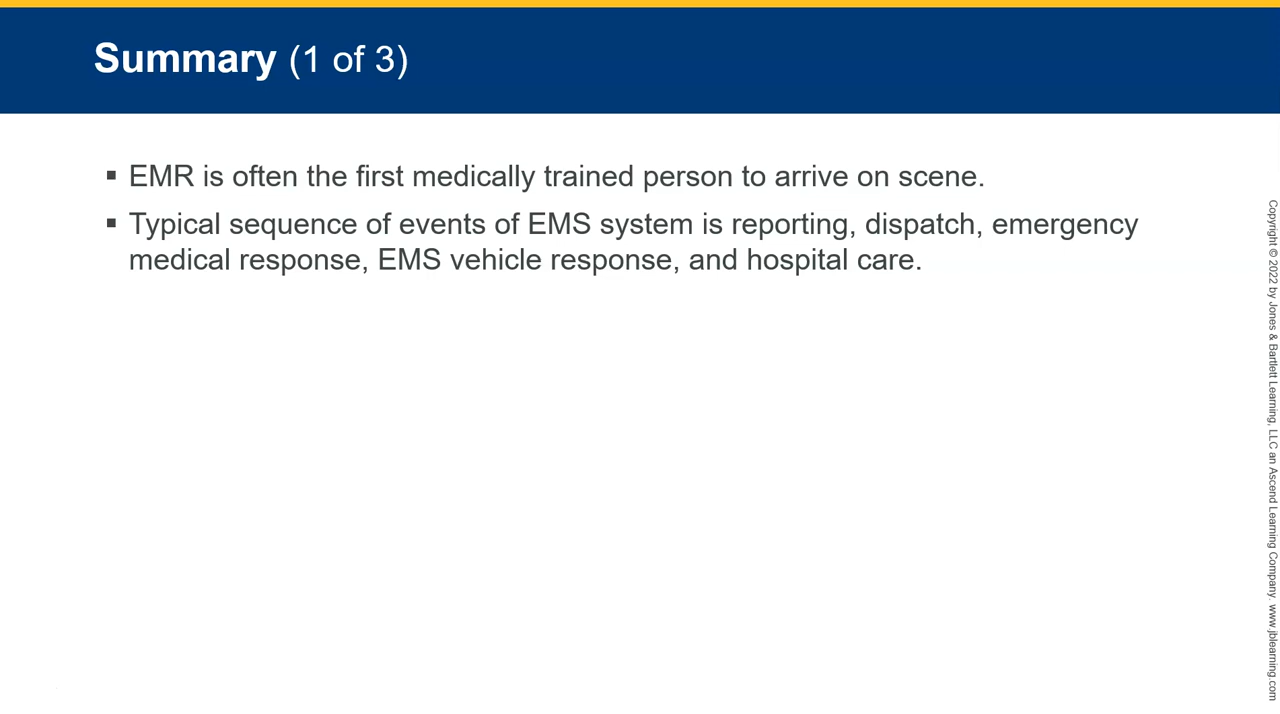 Summary (1 of 3)
▪ EMR is often the first medically trained person to arrive on scene.
▪ Typical sequence of events of EMS system is reporting, dispatch, emergency
medical response, EMS vehicle response, and hospital care.
Copyright © 2022 by Jones & Bartlett Learning, LLC an Ascend Learning Company. www.jblearning.com